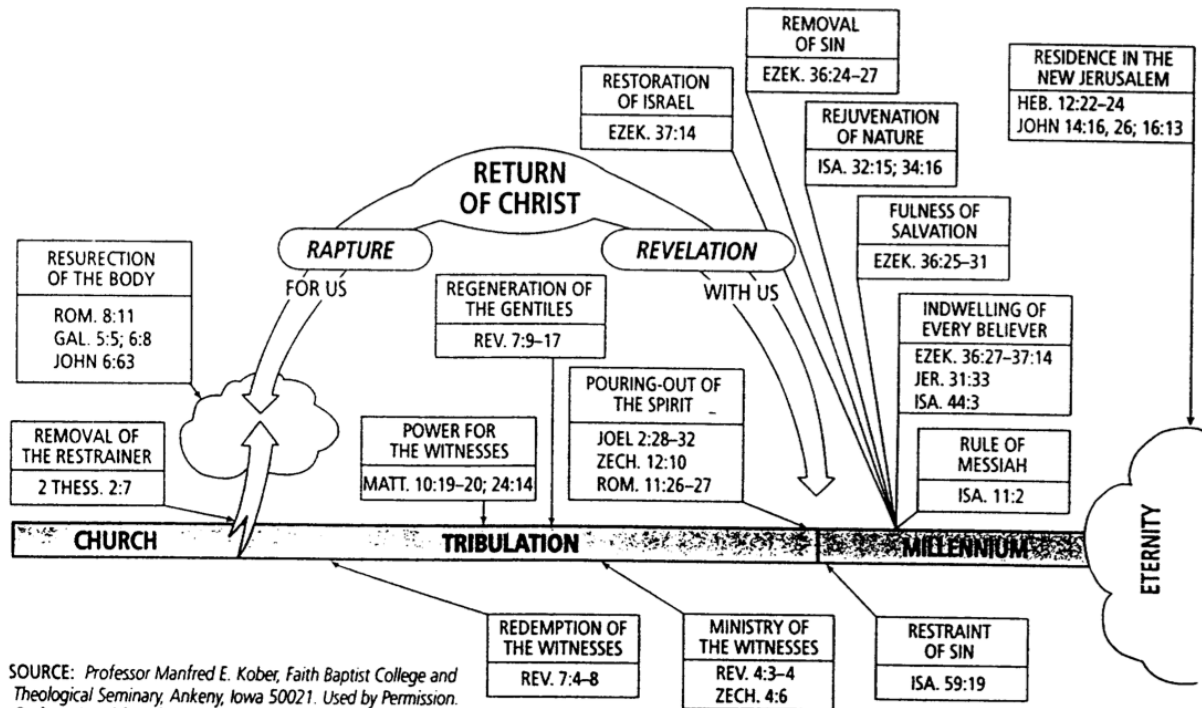 REMOVAL
OF SIN
EZEK. 36:24–27
RESIDENCE IN THE
NEW JERUSALEM
HEB. 12:22–24
JOHN 14:16, 26; 16:13
RESTORATION
OF ISRAEL
EZEK. 37:14
REJUVENATION
OF NATURE
ISA. 32:15; 34:16
RETURN
OF CHRIST
RAPTURE
REVELATION
FOR US
WITH US
FULNESS OF
SALVATION
EZEK. 36:25–31
RESURECTION
OF THE BODY
ROM. 8:11
GAL. 5:5; 6:8
JOHN 6:63
REGENERATION OF
THE GENTILES
REV. 7:9–17
INDWELLING OF
EVERY BELIEVER
EZEK. 36:27–37:14
JER. 31:33
ISA. 44:3
POURING-OUT OF
THE SPIRIT
JOEL 2:28–32
ZECH. 12:10
ROM. 11:26–27
REMOVAL OF
THE RESTRAINER
2 THESS. 2:7
POWER FOR
THE WITNESSES
MATT. 10:19–20; 24:14
RULE OF
MESSIAH
ISA. 11:2
CHURCH
TRIBULATION
MILLENNIUM
ETERNITY
REDEMPTION OF
THE WITNESSES
REV. 7:4–8
MINISTRY OF
THE WITNESSES
REV. 4:3–4
ZECH. 4:6
RESTRAINT
OF SIN
ISA. 59:19
SOURCE: Professor Manfred E. Kober, Faith Baptist College and
Theological Seminary, Ankeny, Iowa 50021. Used by Permission.